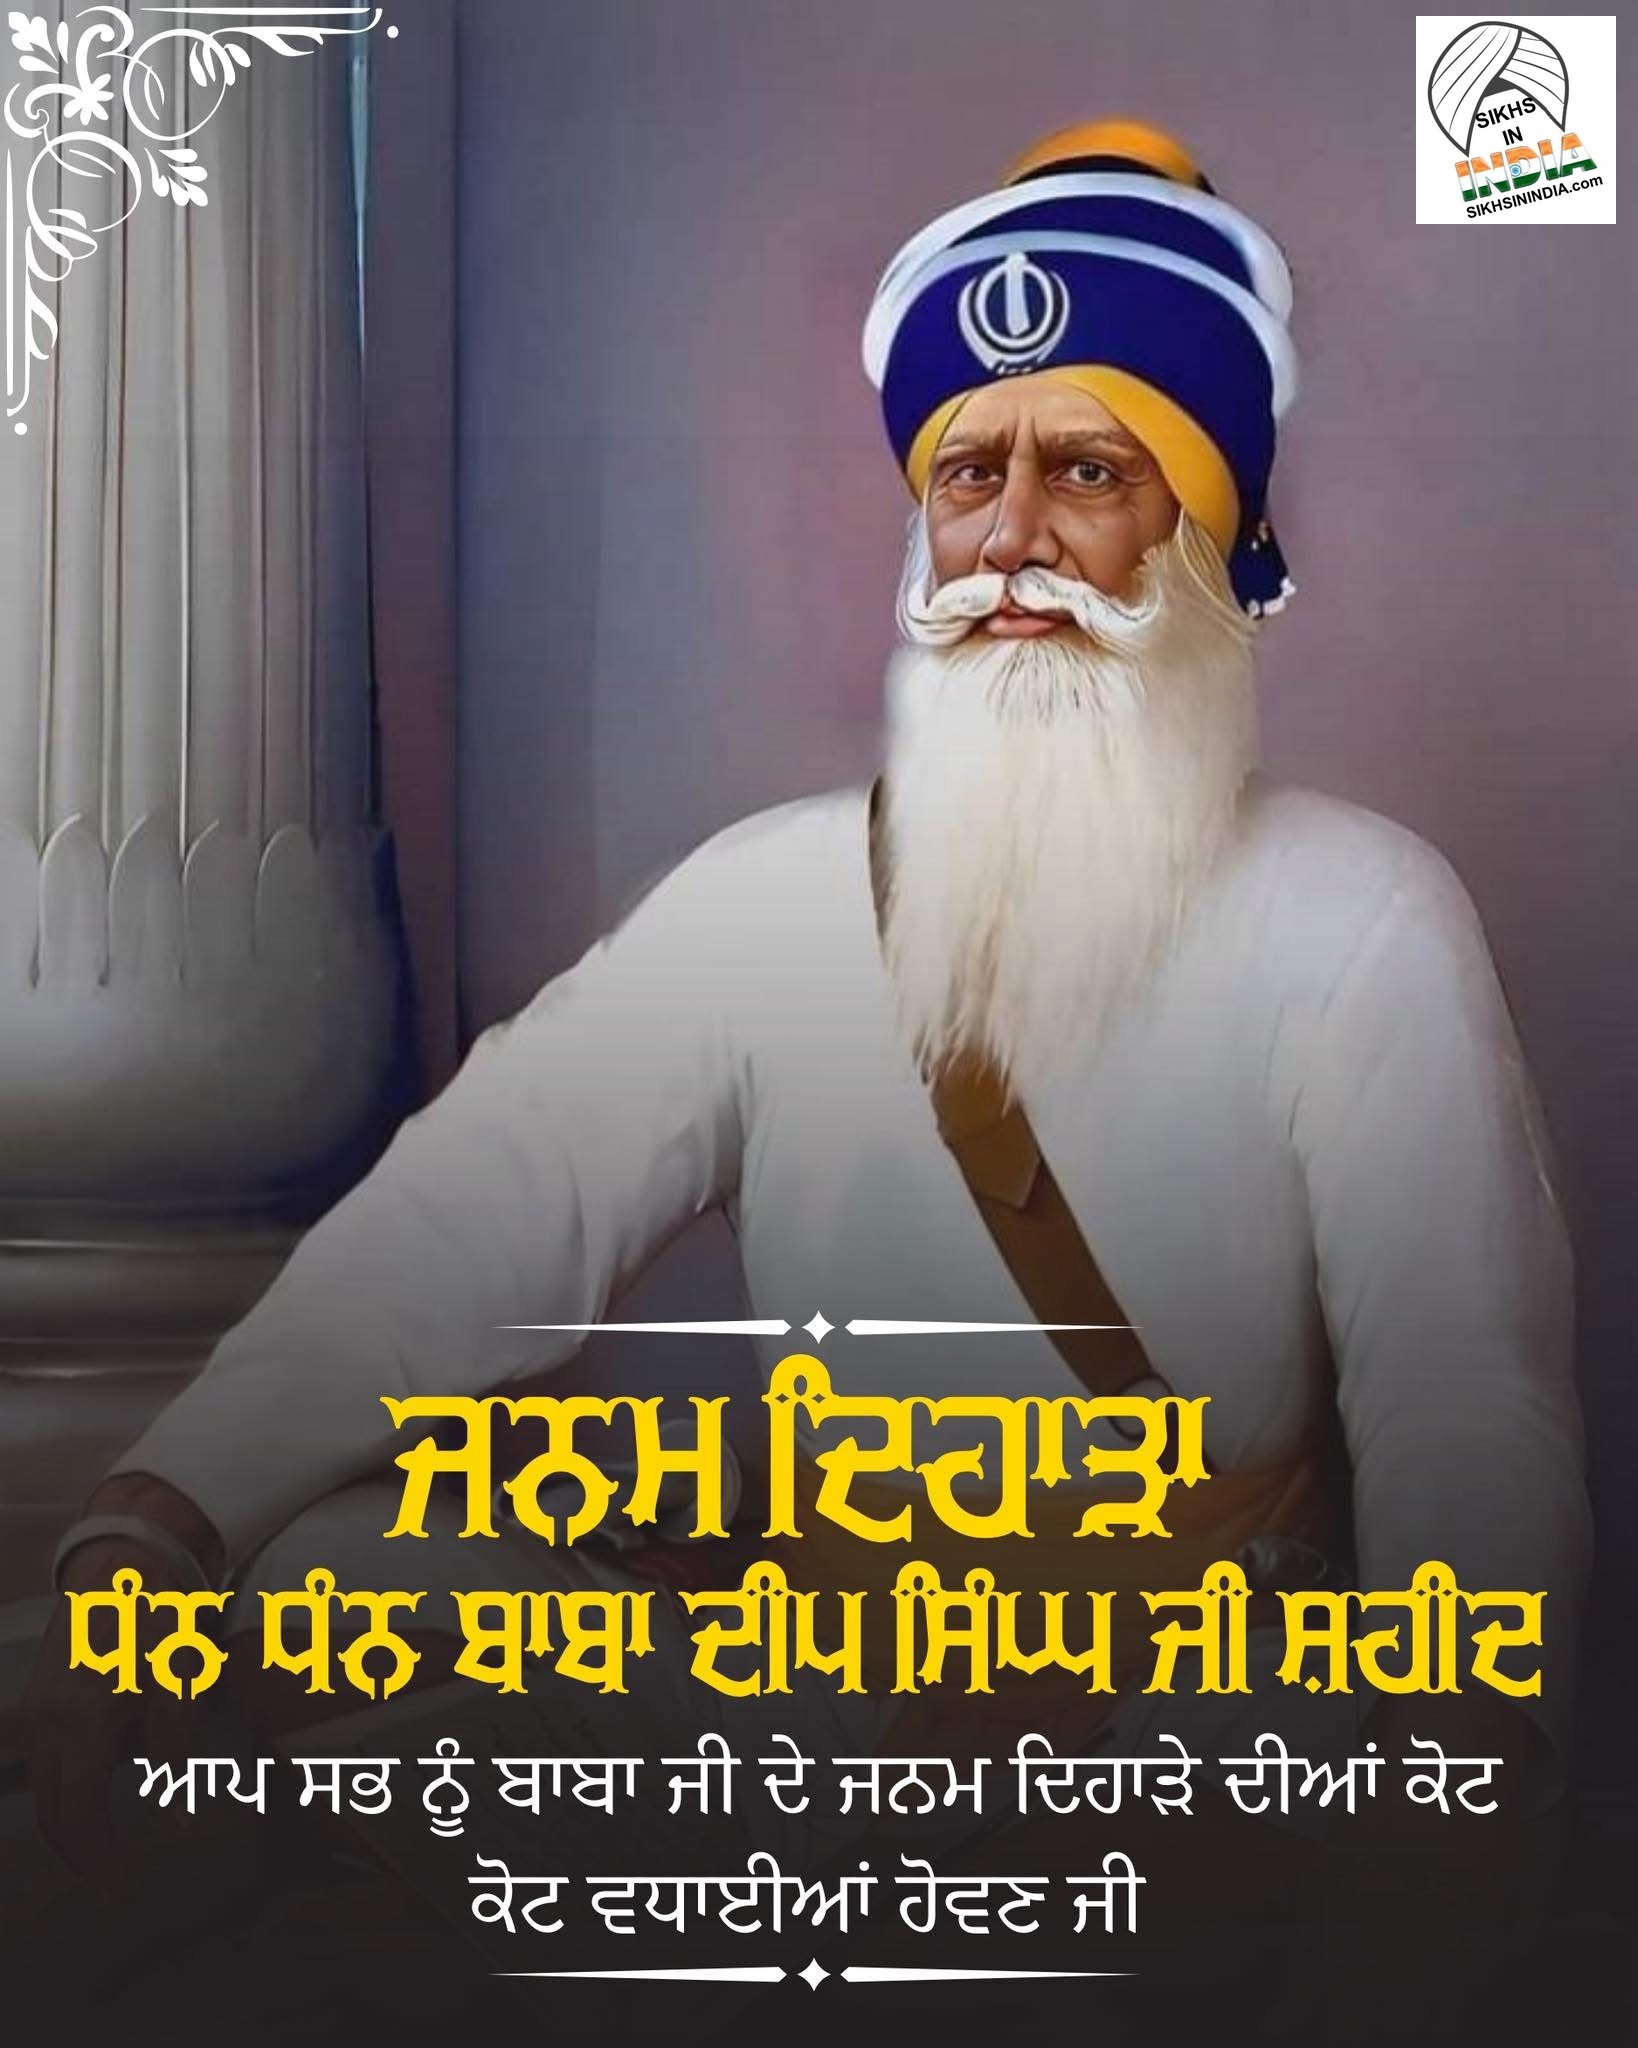 SIKHS
IN
INDIA
SIKHSININDIA.com
ਜਨਮ ਦਿਹਾੜਾ
ਧੰਨ ਧੰਨ ਬਾਬਾ ਦੀਪ ਸਿੰਘ ਜੀ ਸ਼ਹੀਦ
ਆਪ ਸਭ ਨੂੰ ਬਾਬਾ ਜੀ ਦੇ ਜਨਮ ਦਿਹਾੜੇ ਦੀਆਂ ਕੋਟ
ਕੋਟ ਵਧਾਈਆਂ ਹੋਵਣ ਜੀ